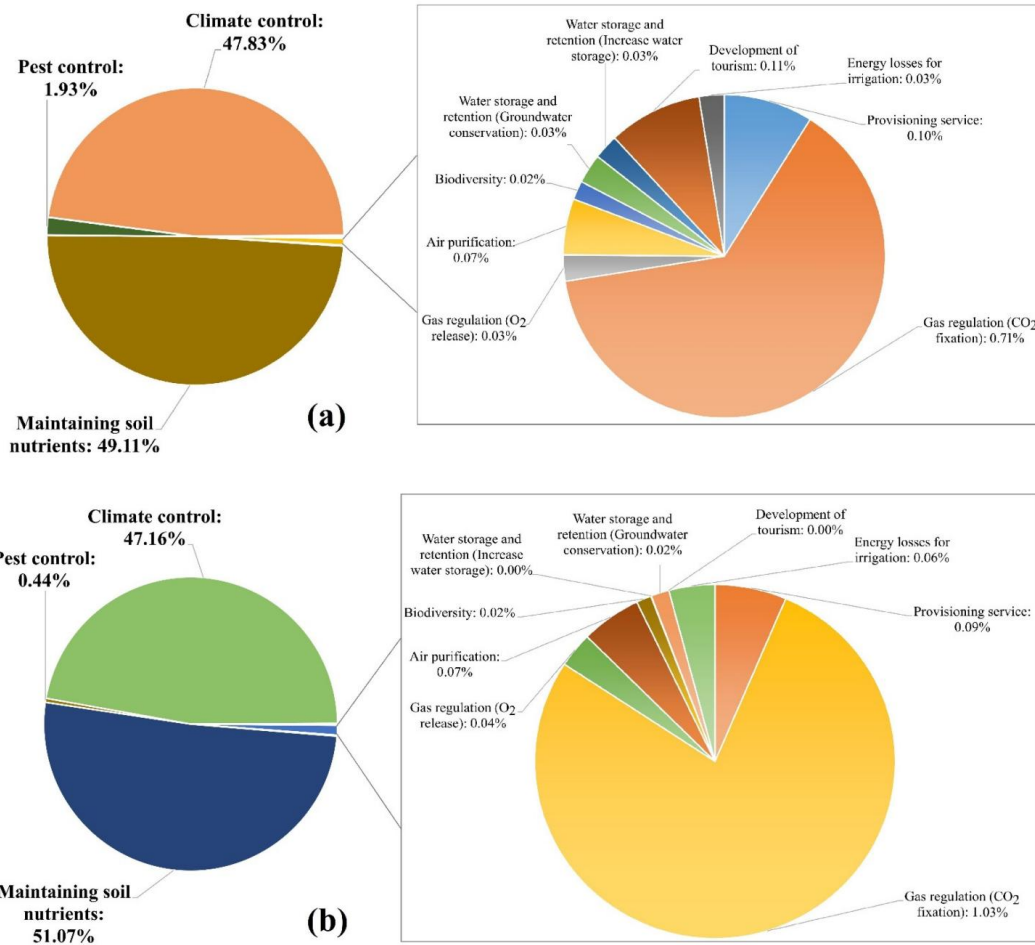 Climate control:
47.83%
Pest control:
1.93%
Maintaining soil
nutrients: 49.11%
(a)
Water storage and
retention (Increase water
storage): 0.03%
Development of
tourism: 0.11%
Energy losses for
irrigation: 0.03%
Water storage and
retention (Groundwater
conservation): 0.03%
Provisioning service:
0.10%
Biodiversity: 0.02%
Air purification:
0.07%
Gas regulation (O2
release): 0.03%
Gas regulation (CO2
fixation): 0.71%
Climate control:
47.16%
Pest control:
0.44%
Maintaining soil
nutrients:
51.07%
(b)
Water storage and
retention (Increase
water storage): 0.00%
Water storage and
retention (Groundwater
conservation): 0.02%
Development of
tourism: 0.00%
Energy losses for
irrigation: 0.06%
Biodiversity: 0.02%
Provisioning service:
0.09%
Air purification:
0.07%
Gas regulation (O2
release): 0.04%
Gas regulation (CO2
fixation): 1.03%